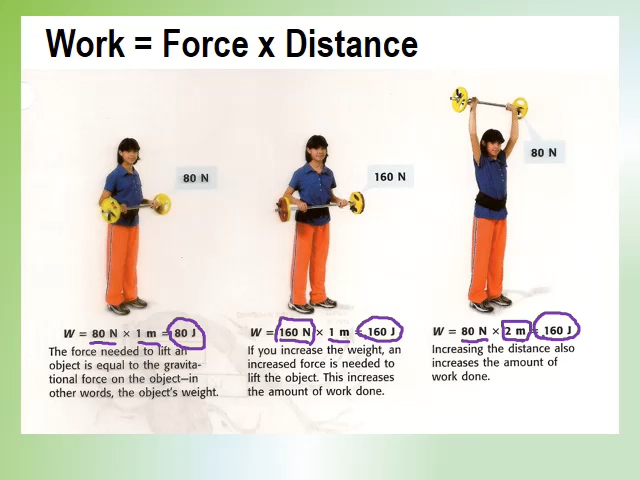 Work = Force x Distance
80 N
160 N
80 N
W = 80 N × 1 m = 80 J
The force needed to lift an
object is equal to the gravita-
tional force on the object—in
other words, the object's weight.
W = 160 N × 1 m = 160 J
If you increase the weight, an
increased force is needed to
lift the object. This increases
the amount of work done.
W = 80 N × 2 m = 160 J
Increasing the distance also
increases the amount of
work done.